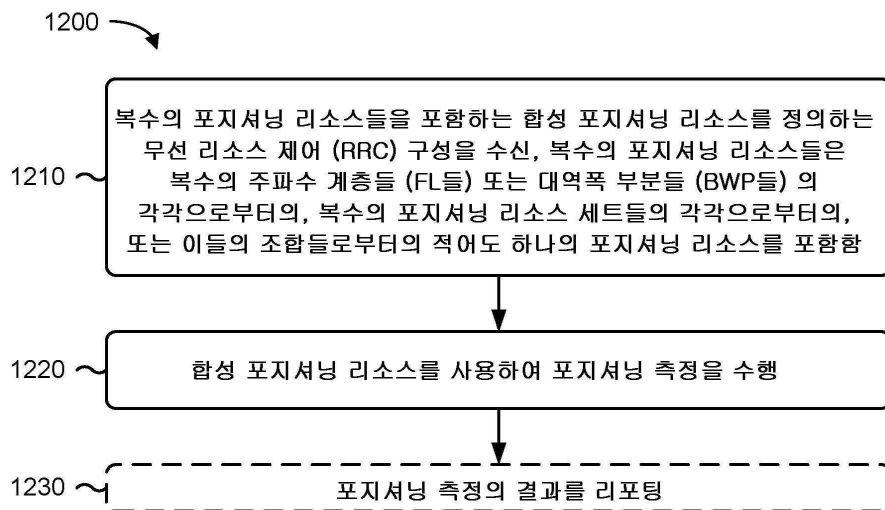 1200
복수의 포지셔닝 리소스들을 포함하는 합성 포지셔닝 리소스를 정의하는
무선 리소스 제어 (RRC) 구성을 수신, 복수의 포지셔닝 리소스들은
1210
복수의 주파수 계층들 (FL들) 또는 대역폭 부분들 (BWP들) 의
각각으로부터의, 복수의 포지셔닝 리소스 세트들의 각각으로부터의,
또는 이들의 조합들로부터의 적어도 하나의 포지셔닝 리소스를 포함함
1220
합성 포지셔닝 리소스를 사용하여 포지셔닝 측정을 수행
1230
포지셔닝 측정의 결과를 리포팅